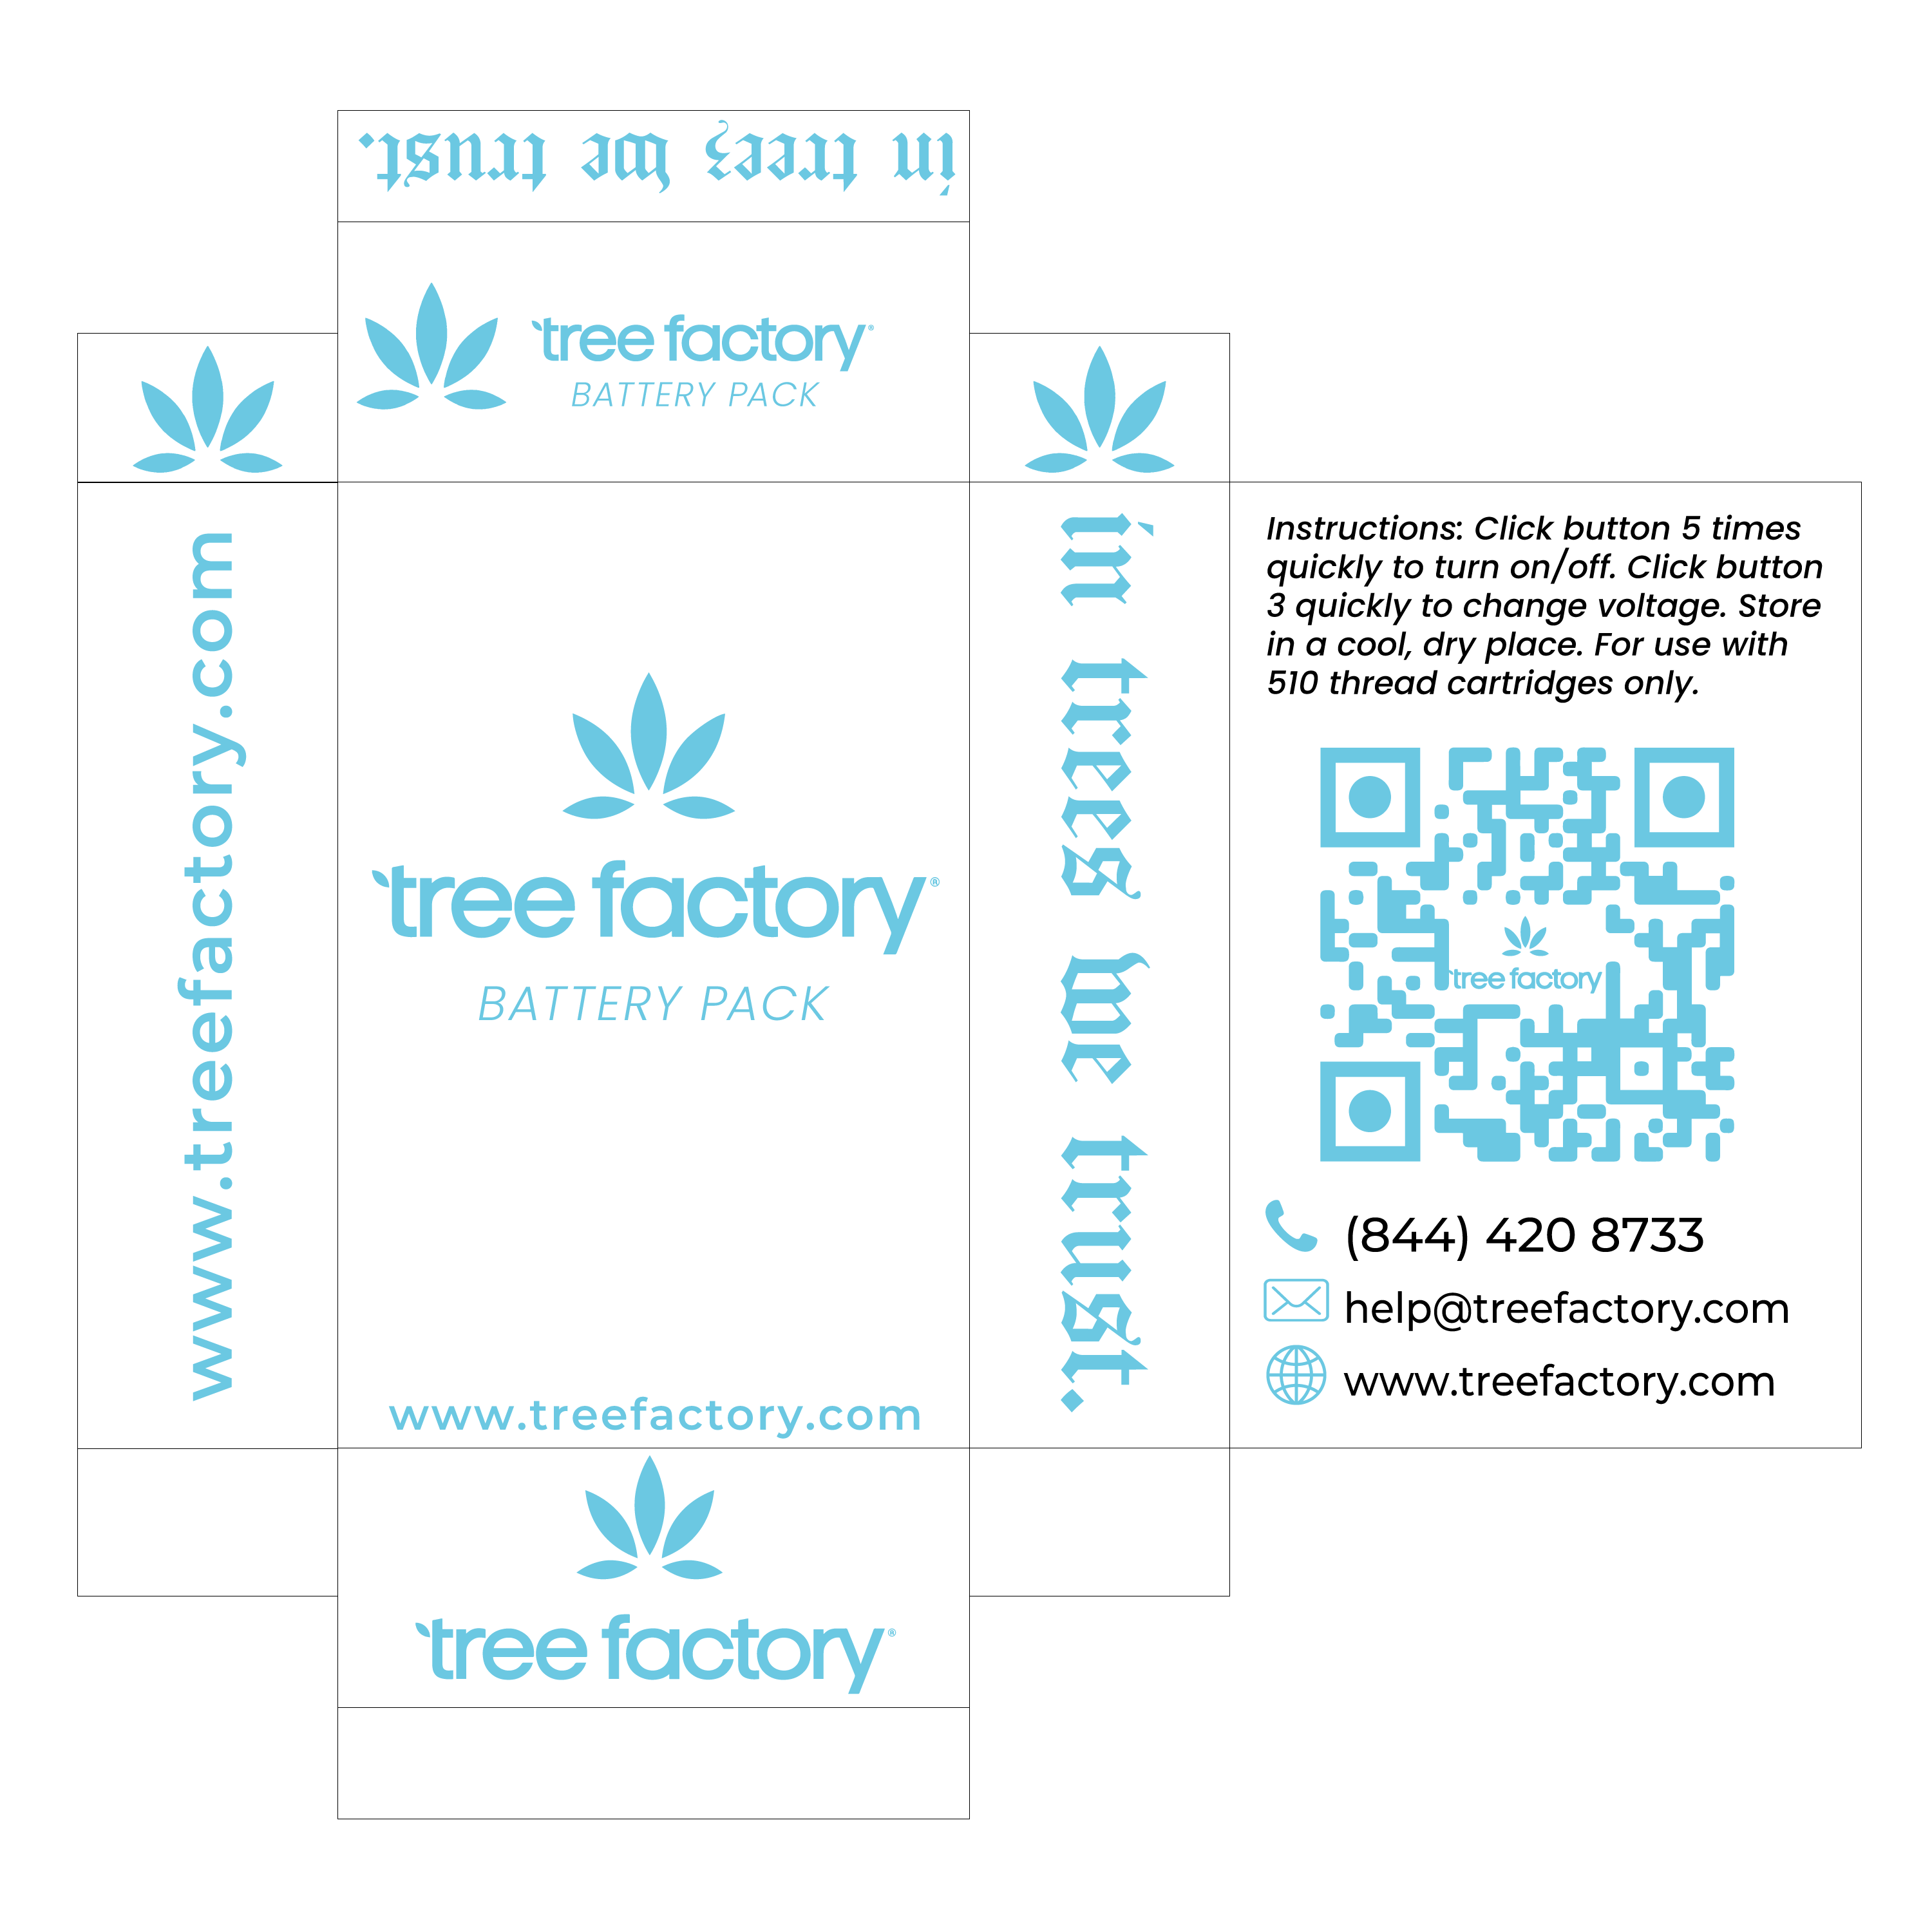 in trees we trust.
tree factory®
BATTERY PACK
www.treefactory.com
tree factory®
BATTERY PACK
www.treefactory.com
in trees we trust.
Instructions: Click button 5 times
quickly to turn on/off. Click button
3 quickly to change voltage. Store
in a cool, dry place. For use with
510 thread cartridges only.
tree factory
(844) 420 8733
help@treefactory.com
www.treefactory.com
tree factory®